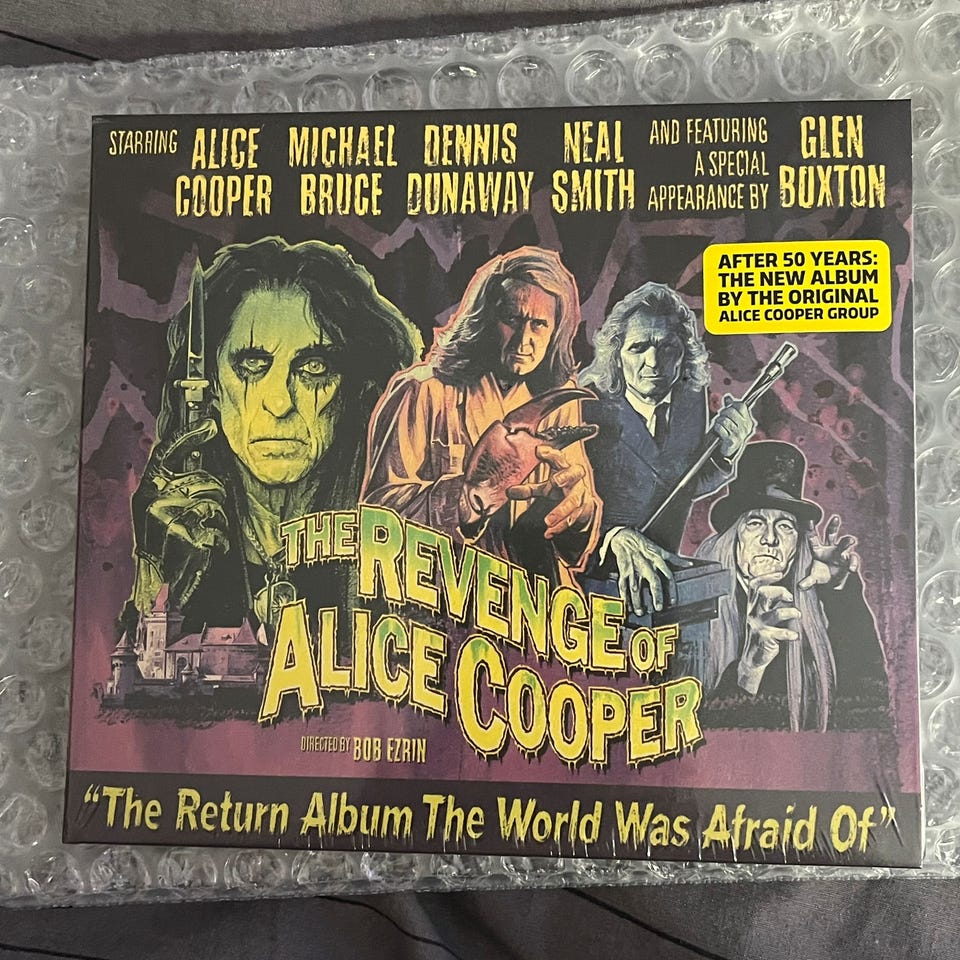 STARRING ALICE COOPER
MICHAEL BRUCE
DENNIS DUNAWAY
NEAL SMITH
AND FEATURING
A SPECIAL
APPEARANCE BY
GLEN BUXTON
AFTER 50 YEARS:
THE NEW ALBUM
BY THE ORIGINAL
ALICE COOPER GROUP
THE REVENGE OF
ALICE COOPER
DIRECTED BY BOB EZRIN
“The Return Album The World Was Afraid Of”